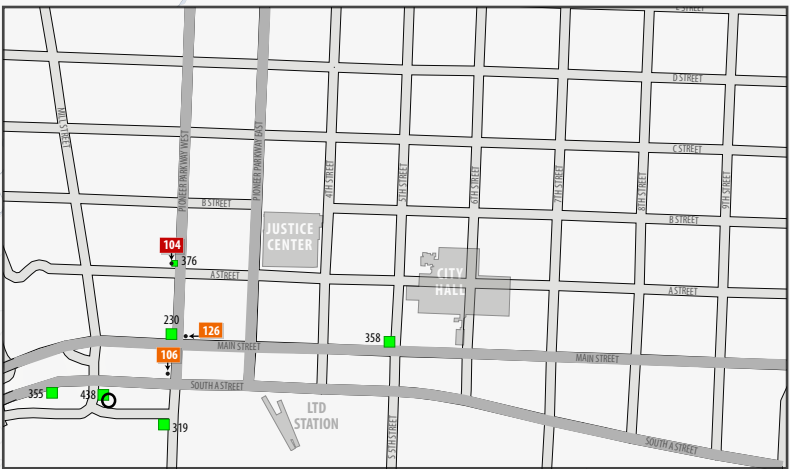 E STREET
D STREET
MILL STREET
C STREET
PIONEER PARKWAY WEST
PIONEER PARKWAY EAST
4TH STREET
5TH STREET
6TH STREET
7TH STREET
8TH STREET
9TH STREET
B STREET
B STREET
JUSTICE
CENTER
104
376
A STREET
CITY
HALL
A STREET
230
126
358
MAIN STREET
MAIN STREET
106
SOUTH A STREET
355
438
LTD
STATION
319
S 5TH STREET
SOUTH A STREET